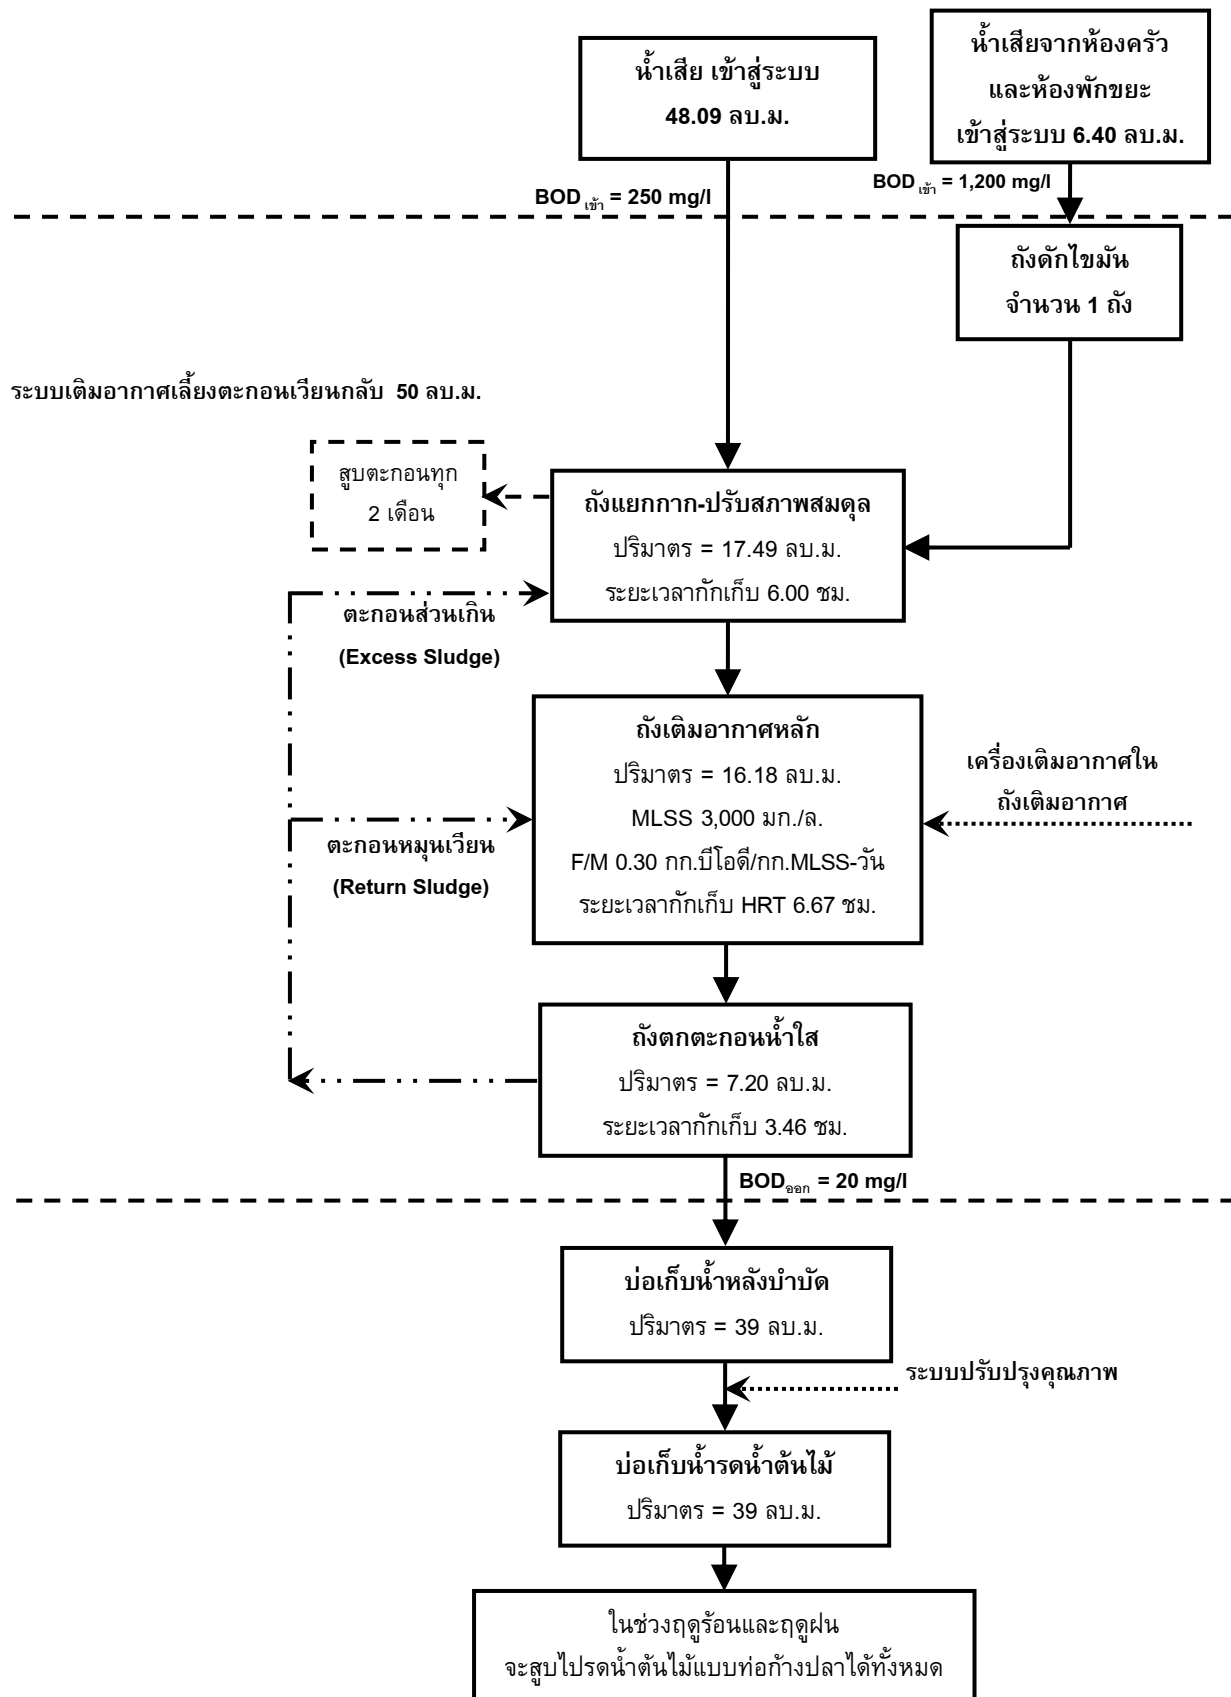 น้ำเสีย เข้าสู่ระบบ
48.09 ลบ.ม.
น้ำเสียจากห้องครัว
และห้องพักขยะ
เข้าสู่ระบบ 6.40 ลบ.ม.
BOD เข้า = 250 mg/l
BOD เข้า = 1,200 mg/l
ถังดักไขมัน
จำนวน 1 ถัง
ระบบเติมอากาศเลี้ยงตะกอนเวียนกลับ 50 ลบ.ม.
สูบตะกอนทุก
2 เดือน
ถังแยกกาก-ปรับสภาพสมดุล
ปริมาตร = 17.49 ลบ.ม.
ระยะเวลากักเก็บ 6.00 ชม.
ตะกอนส่วนเกิน
(Excess Sludge)
ถังเติมอากาศหลัก
ปริมาตร = 16.18 ลบ.ม.
MLSS 3,000 มก./ล.
F/M 0.30 กก.บีโอดี/กก.MLSS-วัน
ระยะเวลากักเก็บ HRT 6.67 ชม.
เครื่องเติมอากาศใน
ถังเติมอากาศ
ตะกอนหมุนเวียน
(Return Sludge)
ถังตกตะกอนน้ำใส
ปริมาตร = 7.20 ลบ.ม.
ระยะเวลากักเก็บ 3.46 ชม.
BODออก = 20 mg/l
บ่อเก็บน้ำหลังบำบัด
ปริมาตร = 39 ลบ.ม.
ระบบปรับปรุงคุณภาพ
บ่อเก็บน้ำรดน้ำต้นไม้
ปริมาตร = 39 ลบ.ม.
ในช่วงฤดูร้อนและฤดูฝน
จะสูบไปรดน้ำต้นไม้แบบท่อก้างปลาได้ทั้งหมด